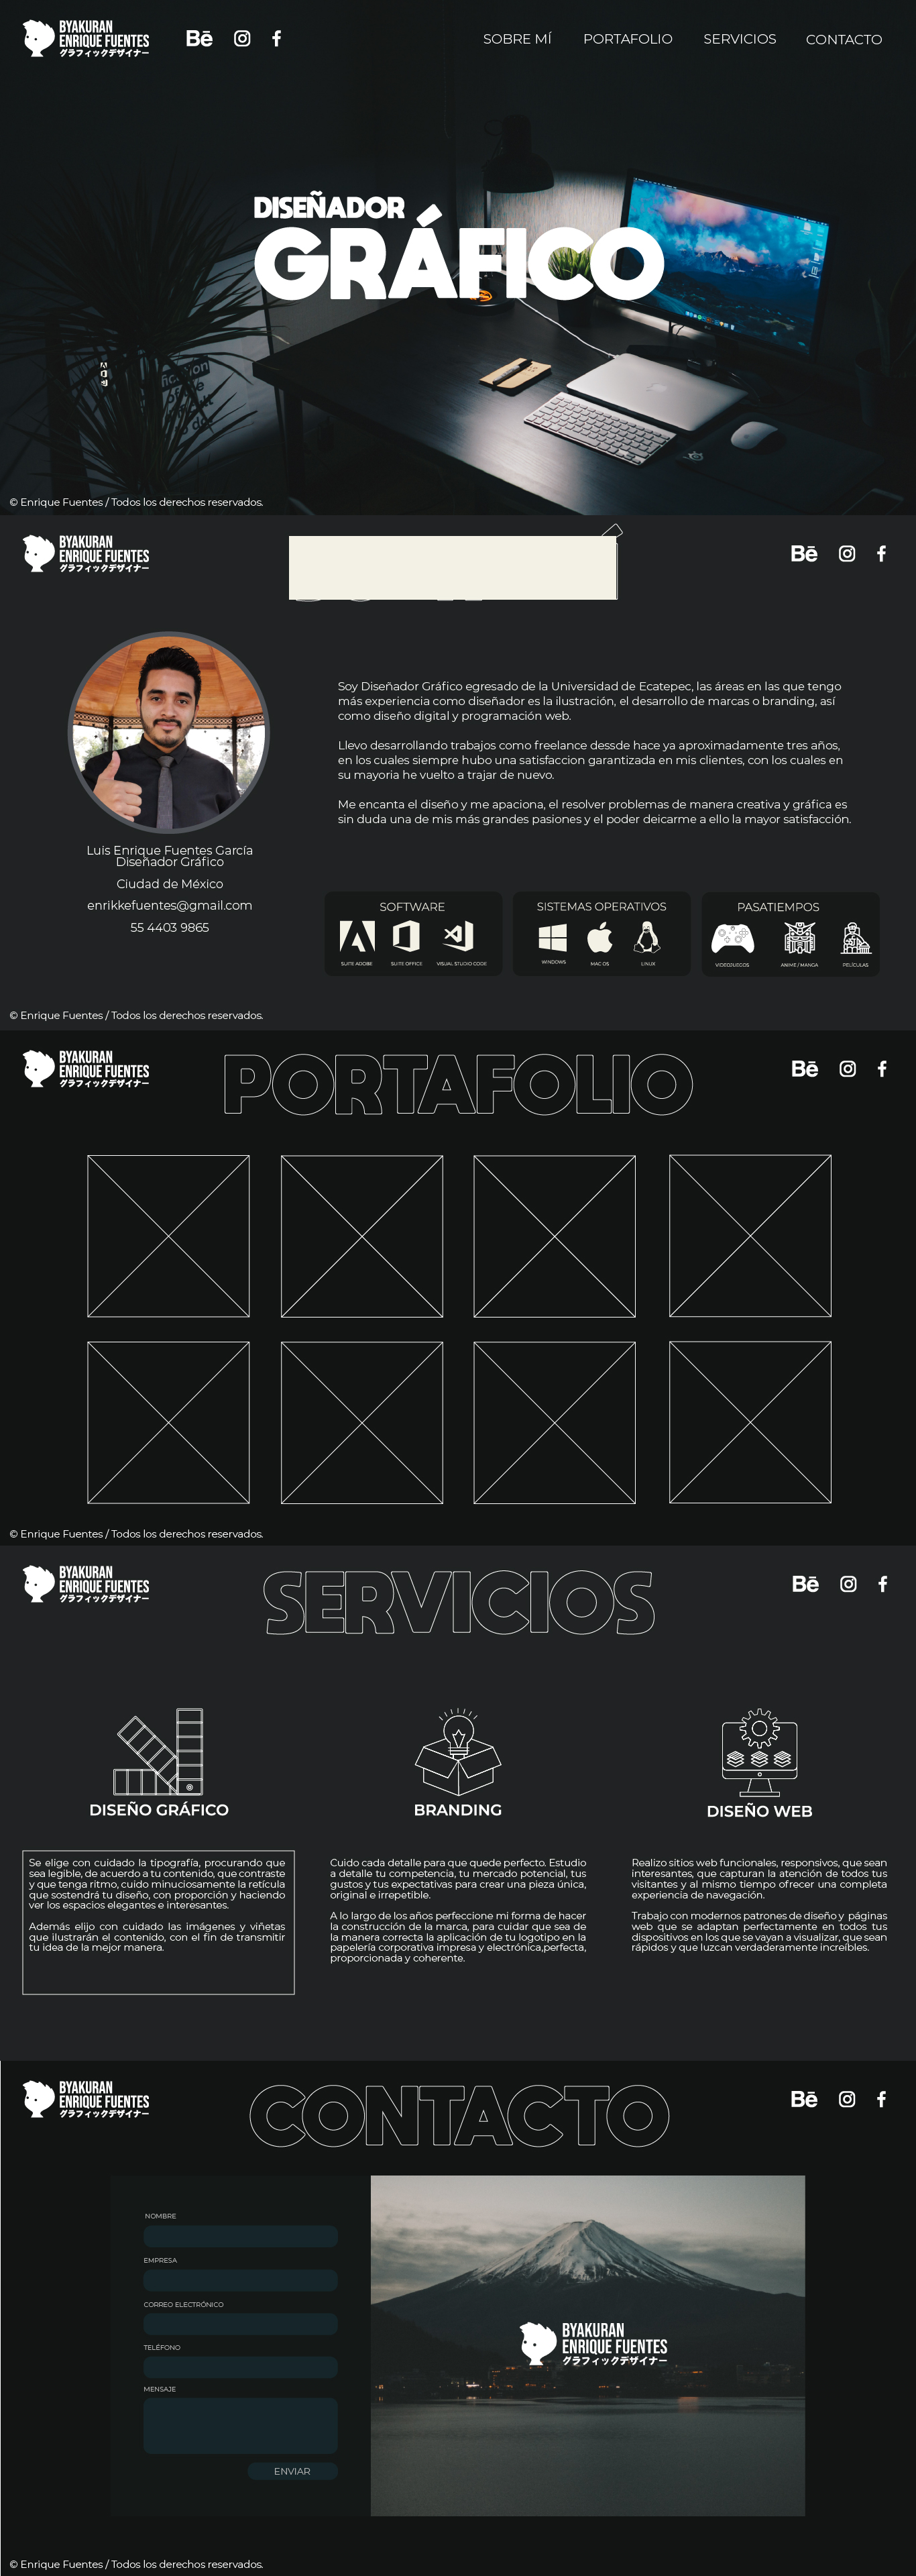 BYAKURAN
ENRIQUE FUENTES
グラフィックデザイナー
Bē
SOBRE MÍ
PORTAFOLIO
SERVICIOS
CONTACTO
DISEÑADOR
GRÁFICO
© Enrique Fuentes / Todos los derechos reservados.
BYAKURAN
ENRIQUE FUENTES
グラフィックデザイナー
Bē
Soy Diseñador Gráfico egresado de la Universidad de Ecatepec, las áreas en las que tengo
más experiencia como diseñador es la ilustración, el desarrollo de marcas o branding, así
como diseño digital y programación web.
Llevo desarrollando trabajos como freelance dessde hace ya aproximadamente tres años,
en los cuales siempre hubo una satisfaccion garantizada en mis clientes, con los cuales en
su mayoria he vuelto a trajar de nuevo.
Me encanta el diseño y me apaciona, el resolver problemas de manera creativa y gráfica es
sin duda una de mis más grandes pasiones y el poder deicarme a ello la mayor satisfacción.
Luis Enrique Fuentes García
Diseñador Gráfico
Ciudad de México
enrikkefuentes@gmail.com
55 4403 9865
SOFTWARE
SUITE ADOBE
SUITE OFFICE
VISUAL STUDIO CODE
SISTEMAS OPERATIVOS
WINDOWS
MAC OS
LINUX
PASATIEMPOS
VIDEOJUEGOS
ANIME / MANGA
PELÍCULAS
© Enrique Fuentes / Todos los derechos reservados.
BYAKURAN
ENRIQUE FUENTES
グラフィックデザイナー
PORTAFOLIO
Bē
© Enrique Fuentes / Todos los derechos reservados.
BYAKURAN
ENRIQUE FUENTES
グラフィックデザイナー
SERVICIOS
Bē
DISEÑO GRÁFICO
Se elige con cuidado la tipografía, procurando que
sea legible, de acuerdo a tu contenido, que contraste
y que tenga ritmo, cuido minuciosamente la retícula
que sostendrá tu diseño, con proporción y haciendo
ver los espacios elegantes e interesantes.
Además elijo con cuidado las imágenes y viñetas
que ilustrarán el contenido, con el fin de transmitir
tu idea de la mejor manera.
BRANDING
Cuido cada detalle para que quede perfecto. Estudio
a detalle tu competencia, tu mercado potencial, tus
gustos y tus expectativas para crear una pieza única,
original e irrepetible.
A lo largo de los años perfeccione mi forma de hacer
la construcción de la marca, para cuidar que sea de
la manera correcta la aplicación de tu logotipo en la
papelería corporativa impresa y electrónica,perfecta,
proporcionada y coherente.
DISEÑO WEB
Realizo sitios web funcionales, responsivos, que sean
interesantes, que capturan la atención de todos tus
visitantes y al mismo tiempo ofrecer una completa
experiencia de navegación.
Trabajo con modernos patrones de diseño y páginas
web que se adaptan perfectamente en todos tus
dispositivos en los que se vayan a visualizar, que sean
rápidos y que luzcan verdaderamente increíbles.
BYAKURAN
ENRIQUE FUENTES
グラフィックデザイナー
CONTACTO
Bē
NOMBRE
EMPRESA
CORREO ELECTRÓNICO
TELÉFONO
MENSAJE
ENVIAR
BYAKURAN
ENRIQUE FUENTES
グラフィックデザイナー
© Enrique Fuentes / Todos los derechos reservados.